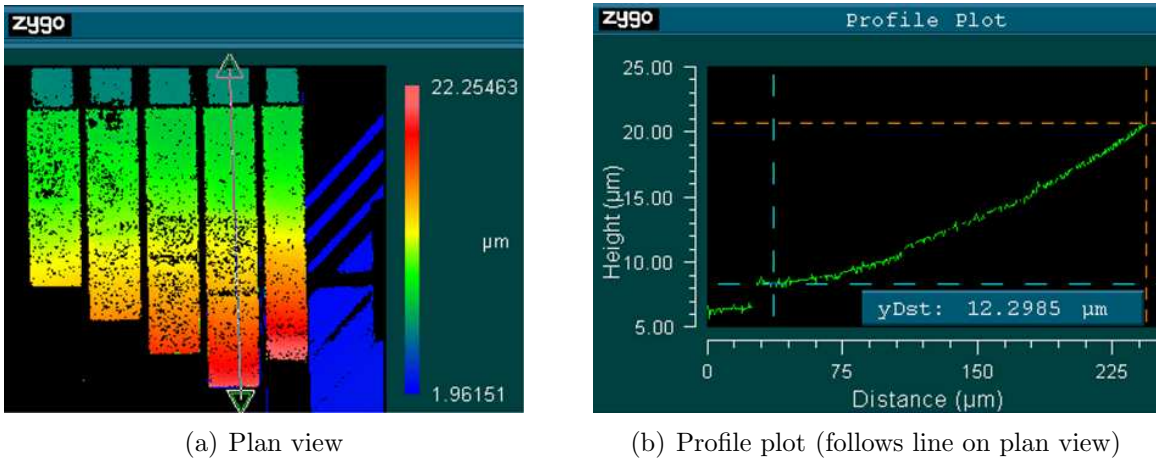 zygo
22.25463
µm
1.96151
(a) Plan view
zygo
Profile Plot
25.00
20.00
15.00
10.00
5.00
Height (µm)
yDst: 12.2985 µm
0
75
150
225
Distance (µm)
(b) Profile plot (follows line on plan view)